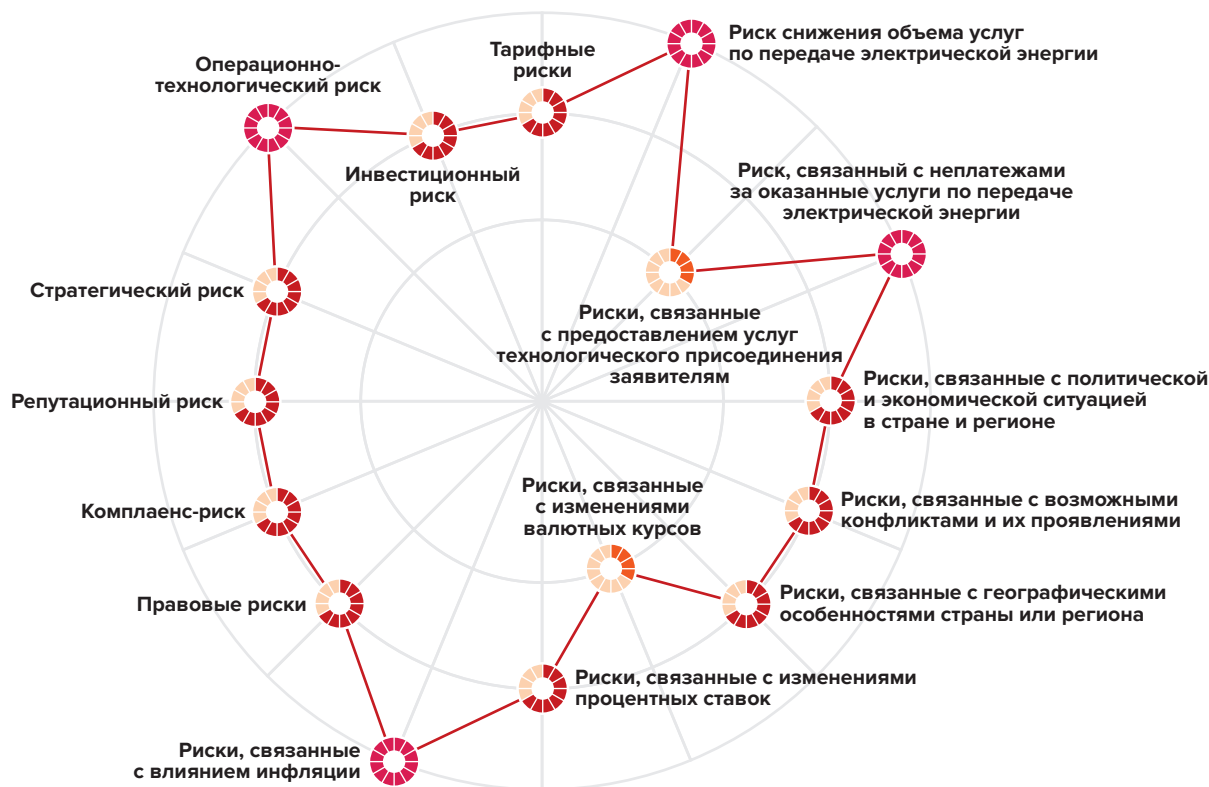 Риск снижения объема услуг
по передаче электрической энергии
Тарифные
риски
Операционно-
технологический риск
Инвестиционный
риск
Риск, связанный с неплатежами
за оказанные услуги по передаче
электрической энергии
Стратегический риск
Риски, связанные
с предоставлением услуг
технологического присоединения
заявителям
Репутационный риск
Риски, связанные с политической
и экономической ситуацией
в стране и регионе
Комплаенс-риск
Риски, связанные
с изменениями
валютных курсов
Риски, связанные с возможными
конфликтами и их проявлениями
Правовые риски
Риски, связанные с географическими
особенностями страны или региона
Риски, связанные с изменениями
процентных ставок
Риски, связанные
с влиянием инфляции